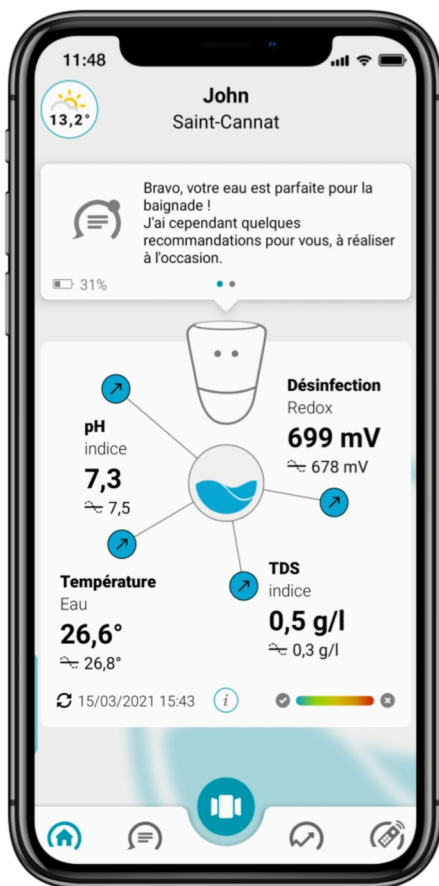 11:48
13,2°
John
Saint-Cannat
Bravo, votre eau est parfaite pour la
baignade !
J'ai cependant quelques
recommandations pour vous, à réaliser
à l'occasion.
31%
Désinfection
Redox
699 mV
678 mV
pH
indice
7,3
7,5
Température
Eau
26,6°
26,8°
TDS
indice
0,5 g/l
0,3 g/l
15/03/2021 15:43
i